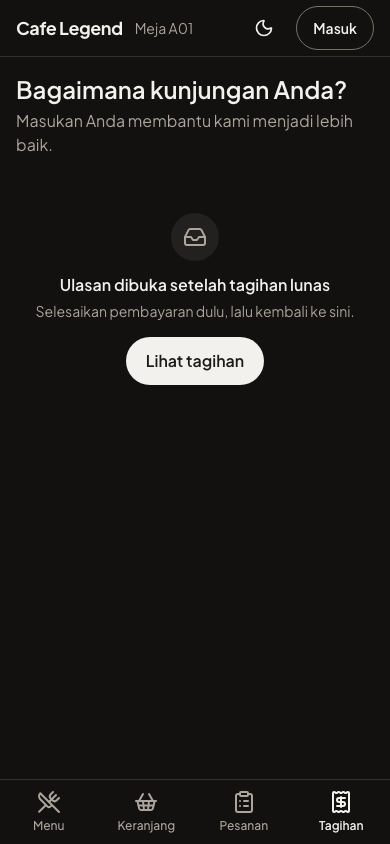 Cafe Legend Meja A01 Masuk
Bagaimana kunjungan Anda?
Masukan Anda membantu kami menjadi lebih
baik.
Ulasan dibuka setelah tagihan lunas
Selesaikan pembayaran dulu, lalu kembali ke sini.
Lihat tagihan
Menu Keranjang Pesanan Tagihan